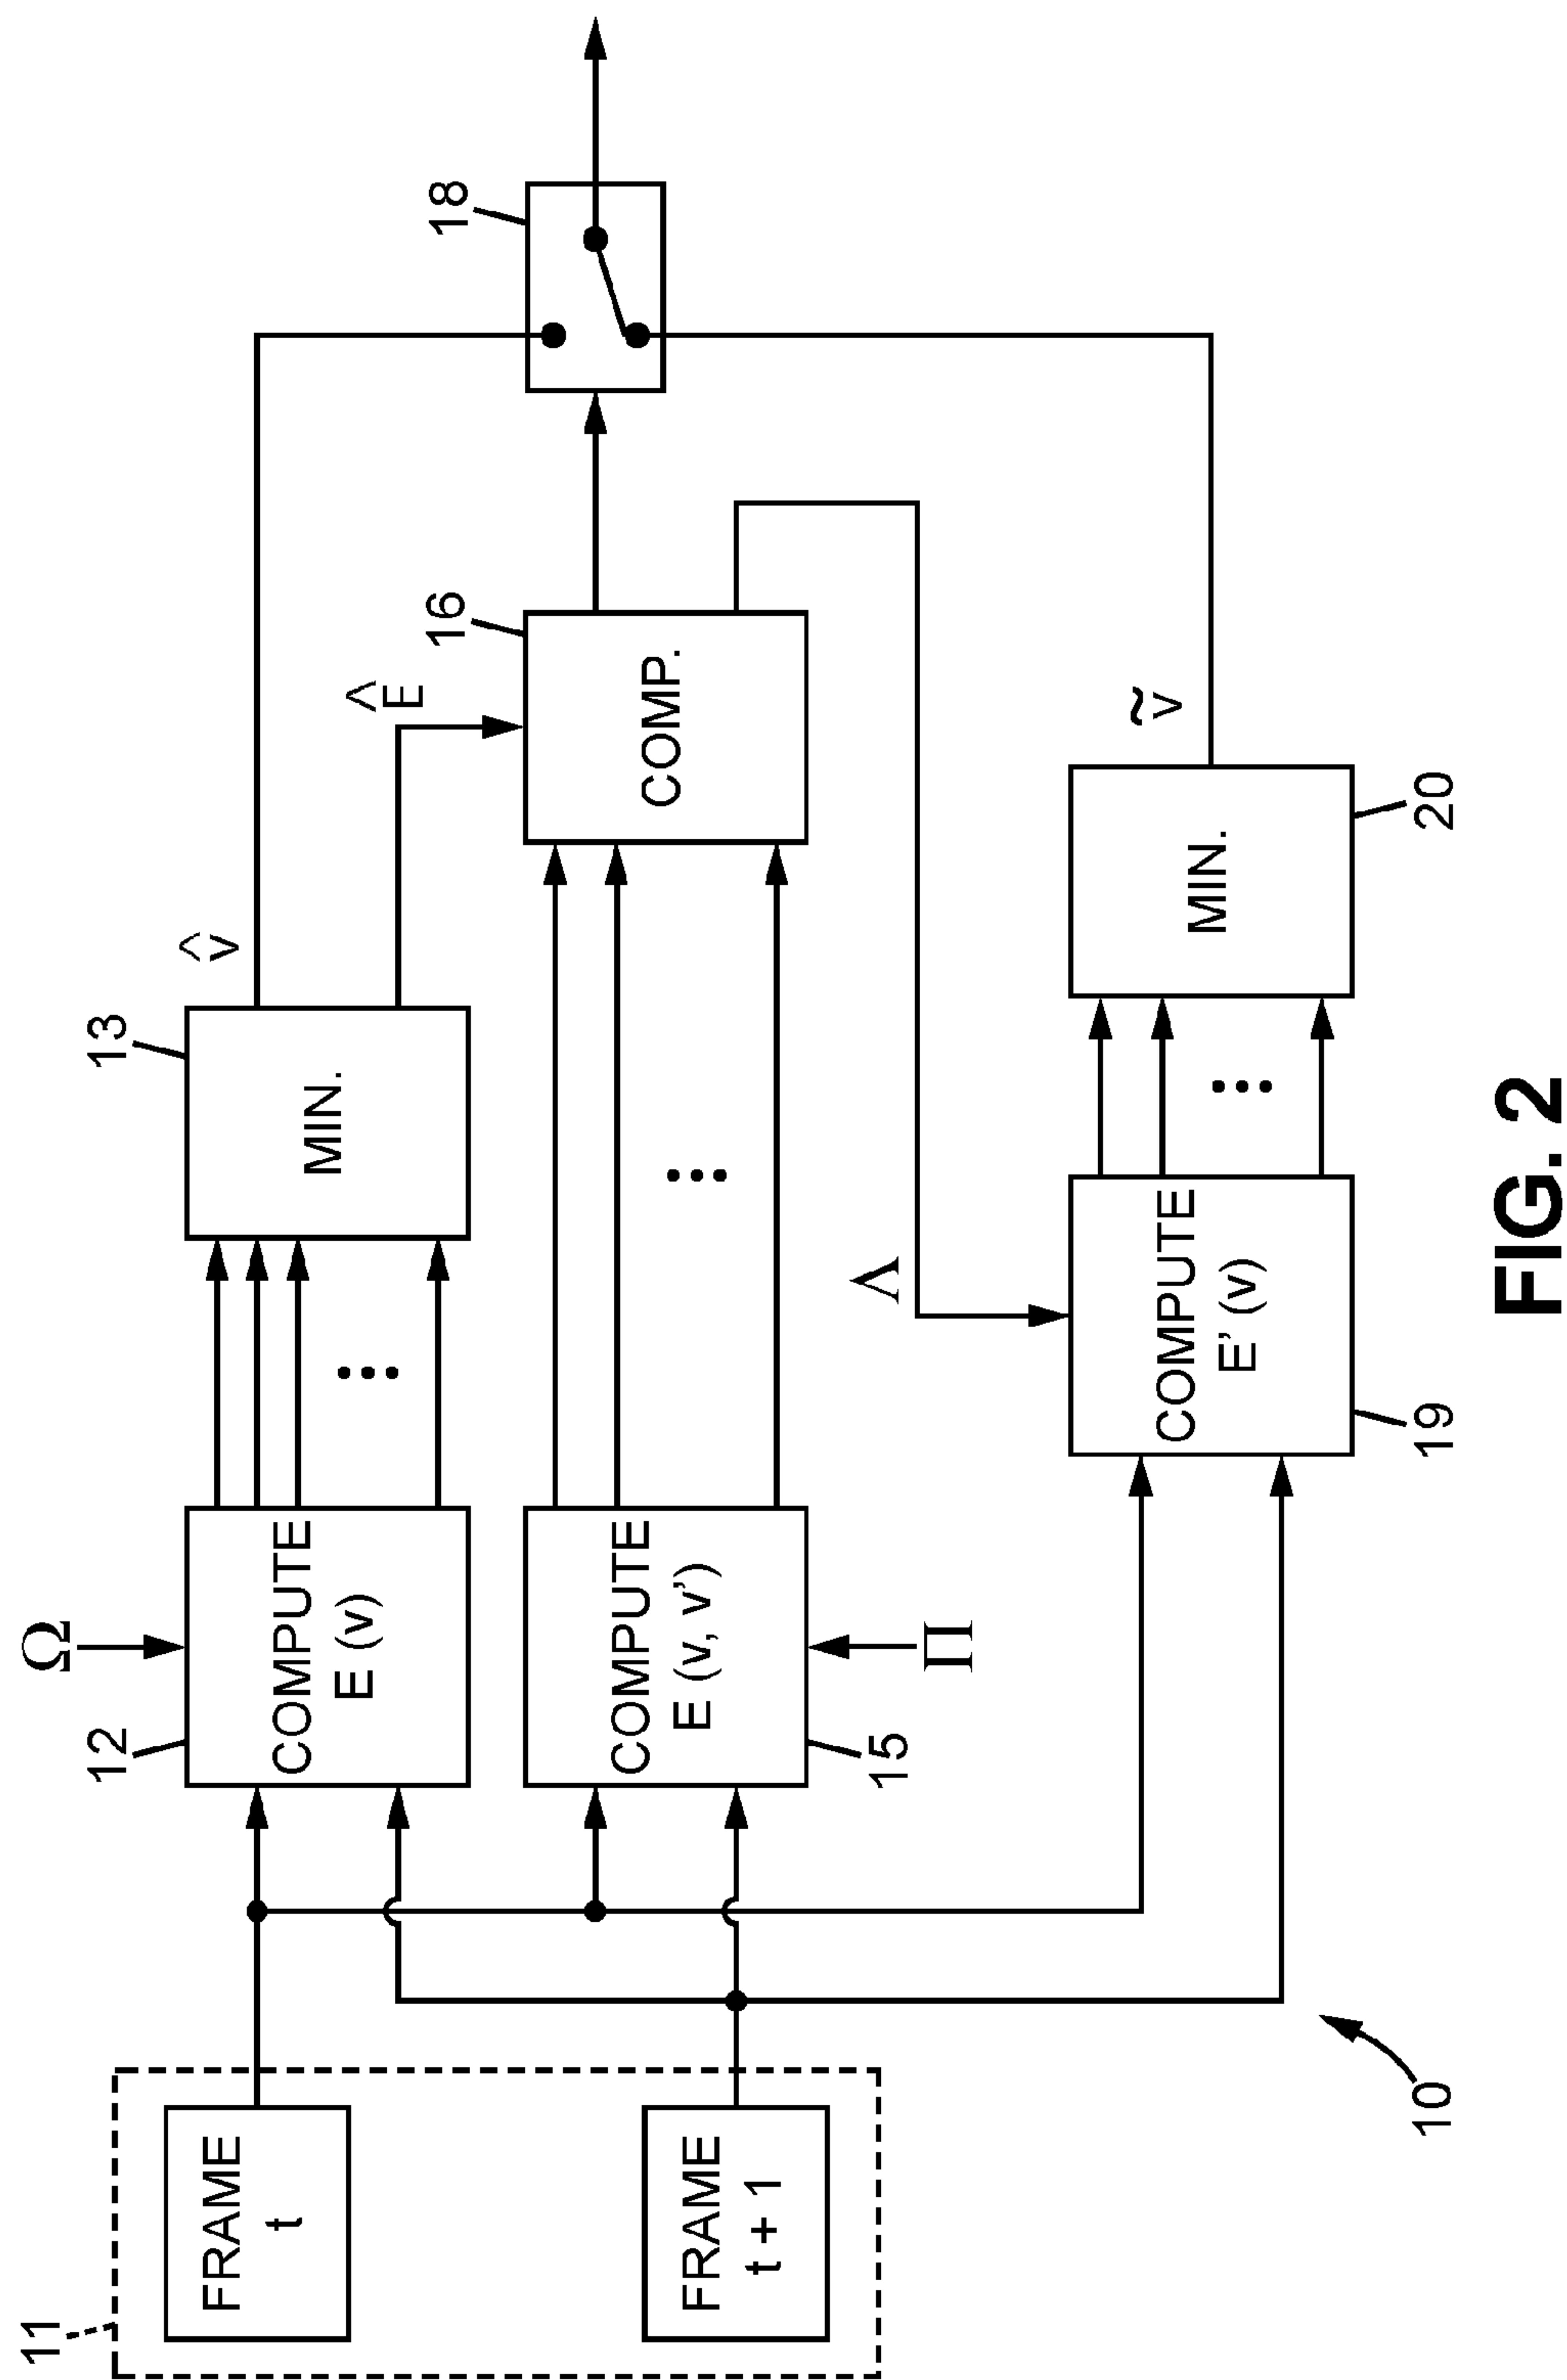 11
FRAME
t
FRAME
t + 1
10
Ω
12
COMPUTE
E (v)
COMPUTE
E (v, v’)
15
Π
13
MIN.
v̂
Ê
16
COMP.
18
Λ
COMPUTE
E’ (v)
19
MIN.
20
ṽ
FIG. 2